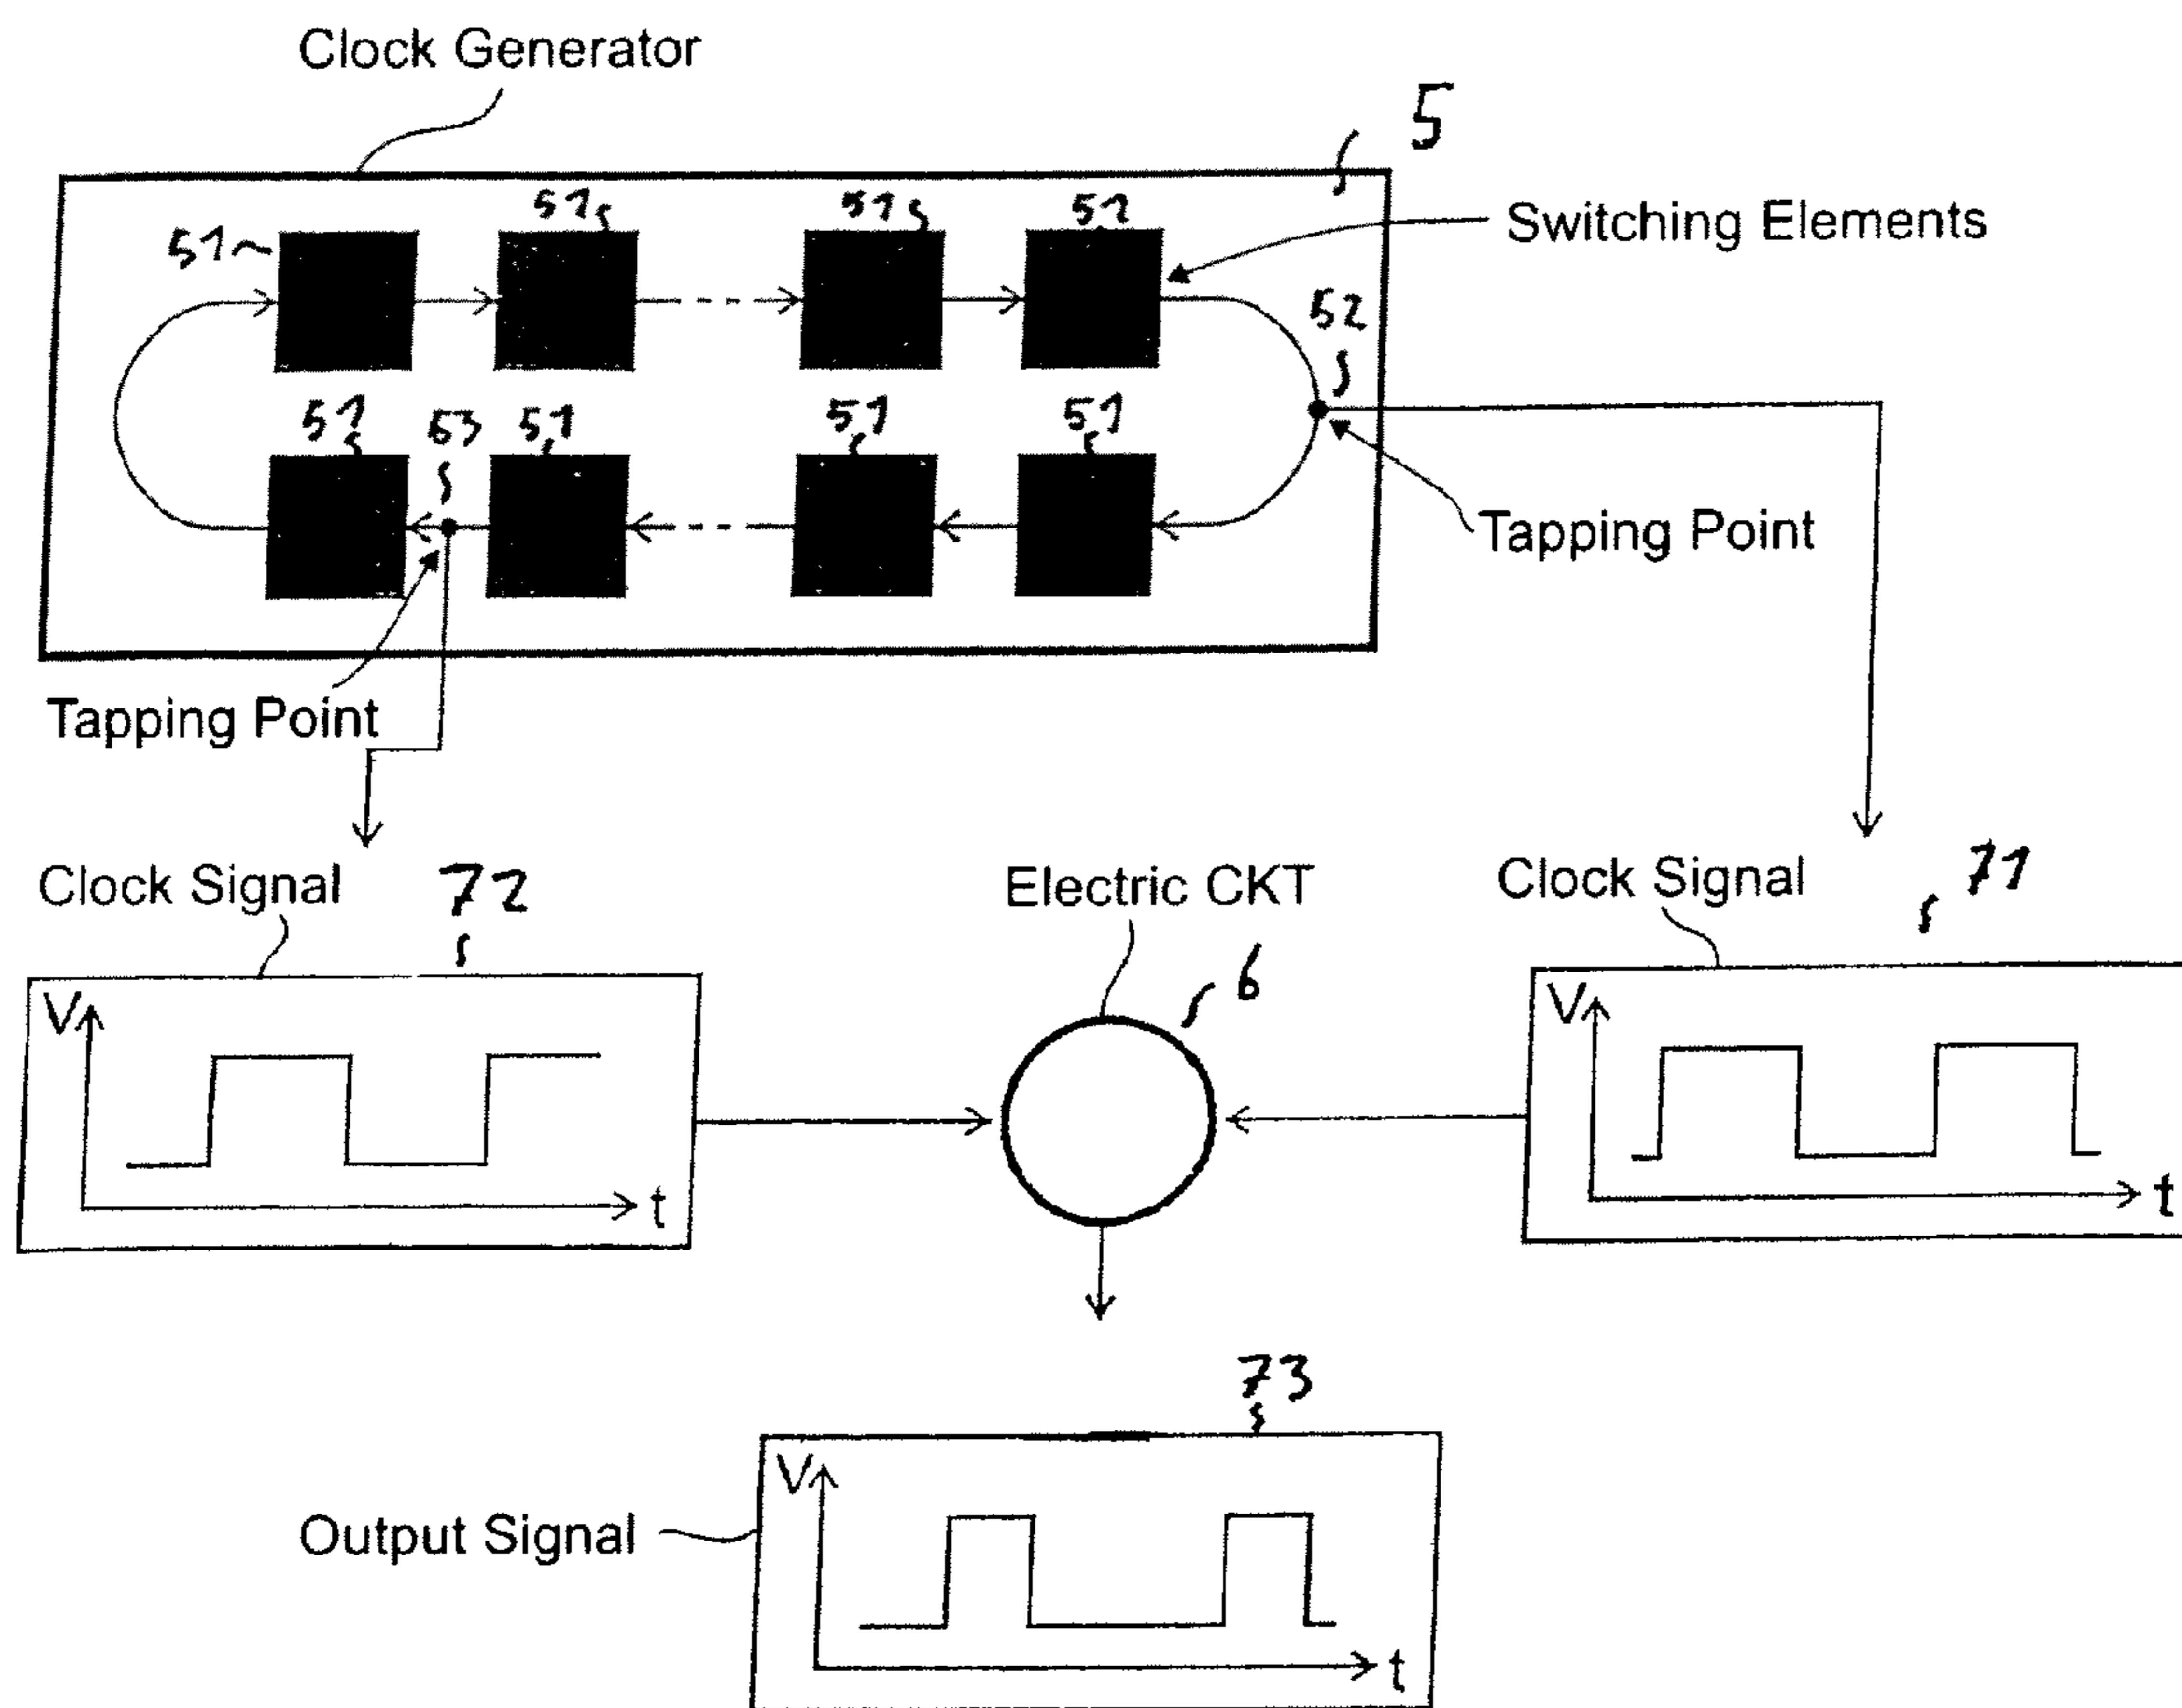 Clock Generator
5
51 51 51 51
Switching Elements
52
51 53 51 51 51
Tapping Point
Tapping Point
Clock Signal 72
Electric CKT
Clock Signal 71
6
V
t
V
t
73
V
Output Signal
t